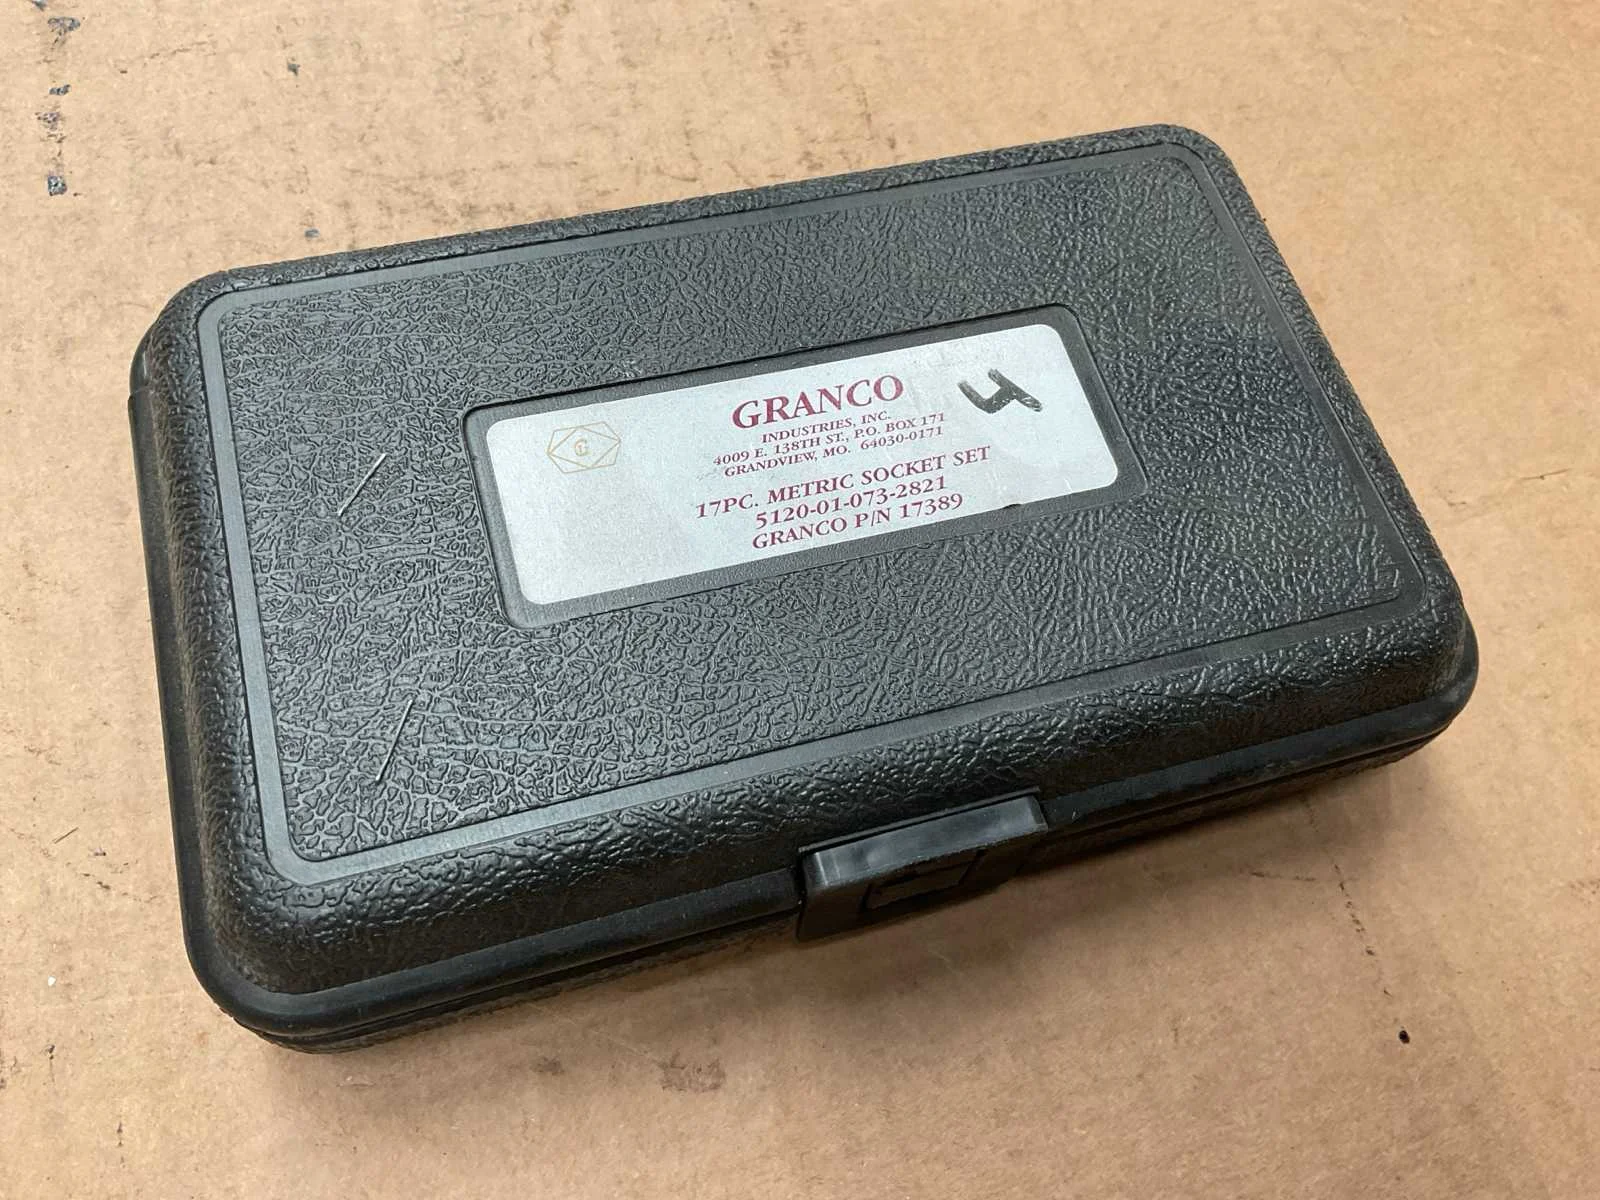 GRANCO
INDUSTRIES, INC.
4009 E. 138TH ST., P.O. BOX 171
GRANDVIEW, MO. 64030-0171
17PC. METRIC SOCKET SET
5120-01-073-2821
GRANCO P/N 17389
4